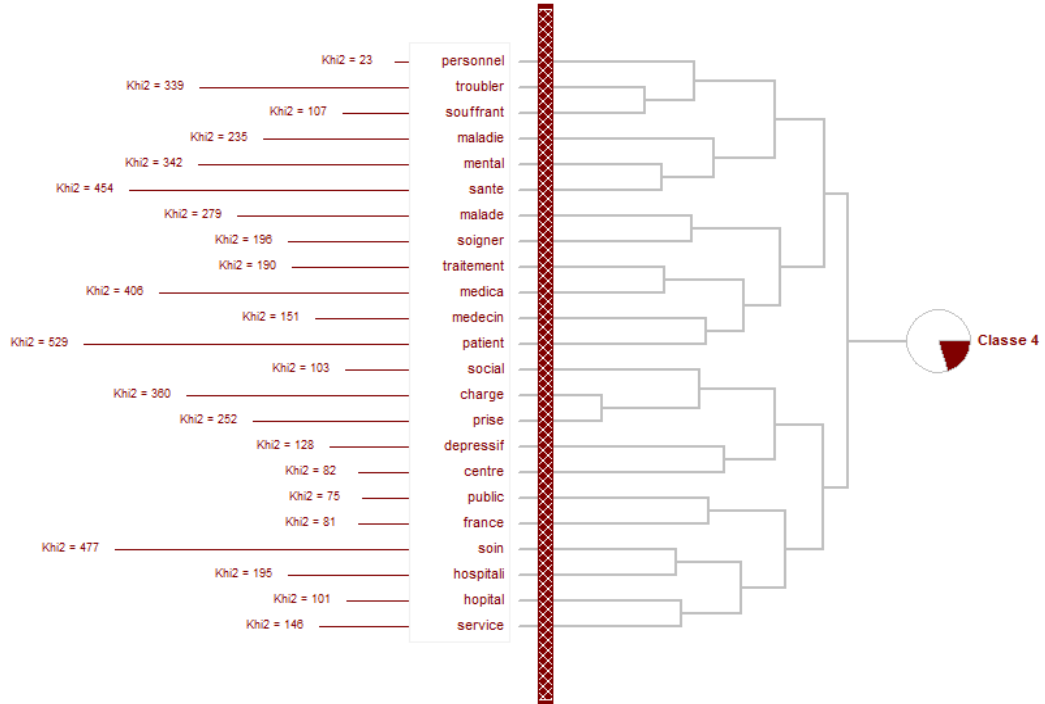 Khi2 = 23 personnel
Khi2 = 339 troubler
Khi2 = 107 souffrant
Khi2 = 235 maladie
Khi2 = 342 mental
Khi2 = 454 sante
Khi2 = 279 malade
Khi2 = 196 soigner
Khi2 = 190 traitement
Khi2 = 406 medica
Khi2 = 151 medecin
Khi2 = 529 patient
Classe 4
Khi2 = 103 social
Khi2 = 360 charge
Khi2 = 252 prise
Khi2 = 128 depressif
Khi2 = 82 centre
Khi2 = 75 public
Khi2 = 81 france
Khi2 = 477 soin
Khi2 = 195 hospitali
Khi2 = 101 hopital
Khi2 = 146 service